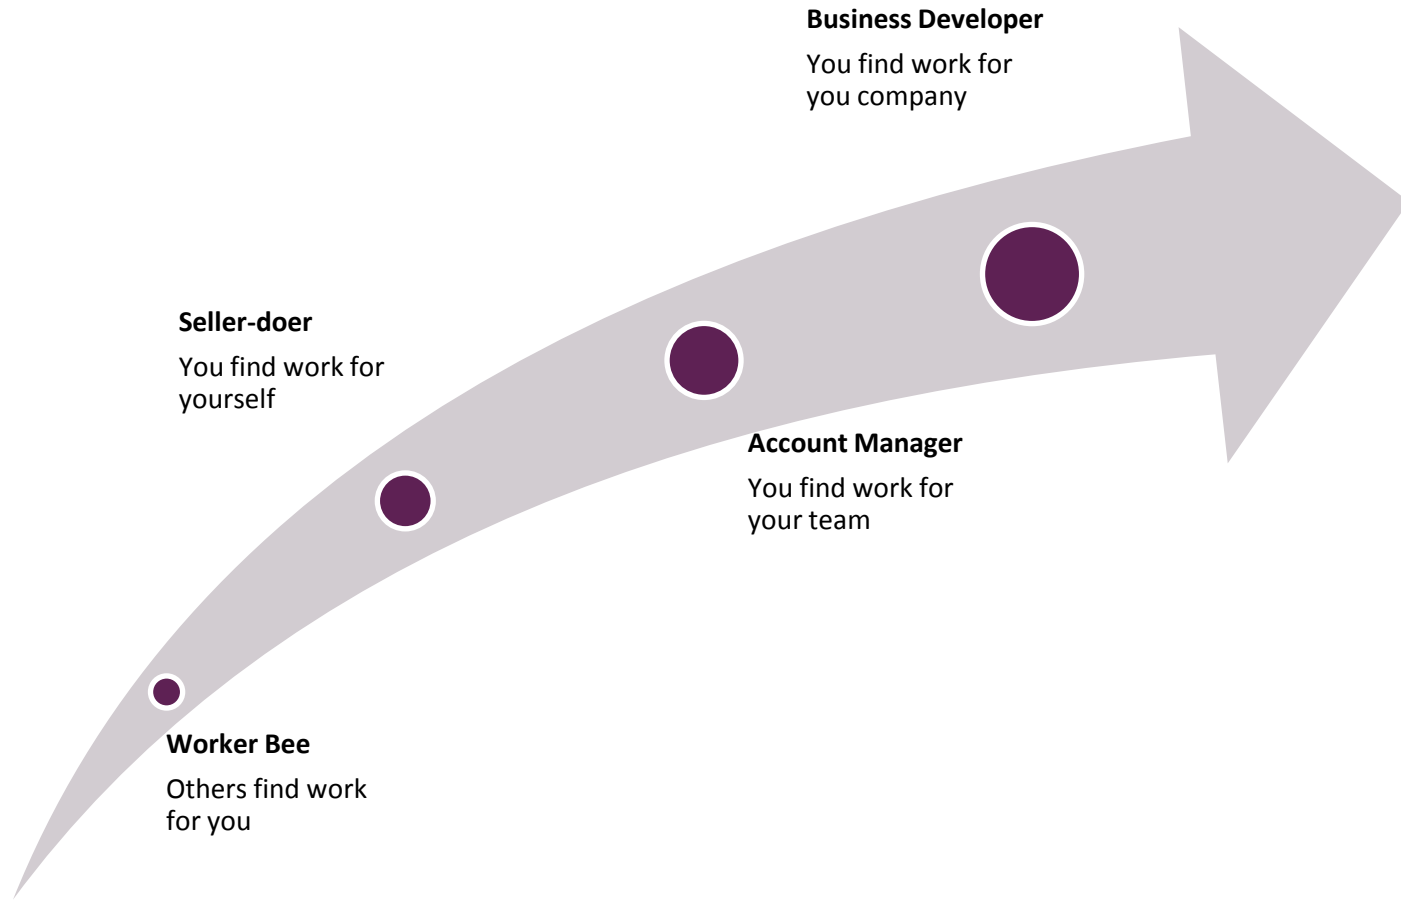 Business Developer
You find work for
you company
Seller-doer
You find work for
yourself
Account Manager
You find work for
your team
Worker Bee
Others find work
for you